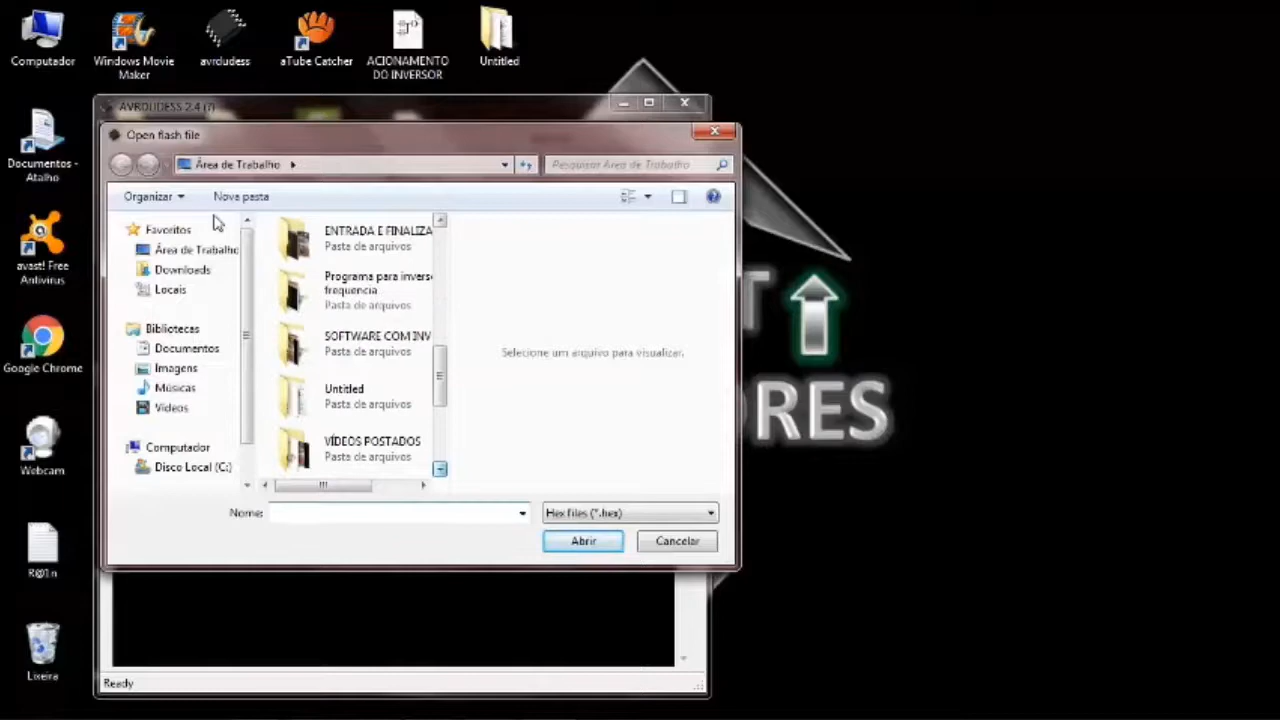 Computador
Windows Movie
Maker
avrdudess
aTube Catcher
ACIONAMENTO
DO INVERSOR
Untitled
Documentos -
Atalho
avast! Free
Antivirus
Google Chrome
Webcam
R@1n
Lixeira
AVRDUDESS 2.4 (?)
Open flash file
Área de Trabalho
Pesquisar Área de Trabalho
Organizar
Nova pasta
Favoritos
Área de Trabalho
Downloads
Locais
Bibliotecas
Documentos
Imagens
Músicas
Vídeos
Computador
Disco Local (C:)
ENTRADA E FINALIZA
Pasta de arquivos
Programa para invers
frequencia
Pasta de arquivos
SOFTWARE COM INV
Pasta de arquivos
Untitled
Pasta de arquivos
VÍDEOS POSTADOS
Pasta de arquivos
Selecione um arquivo para visualizar.
Nome:
Hex files (*.hex)
Abrir
Cancelar
Ready
T
RES